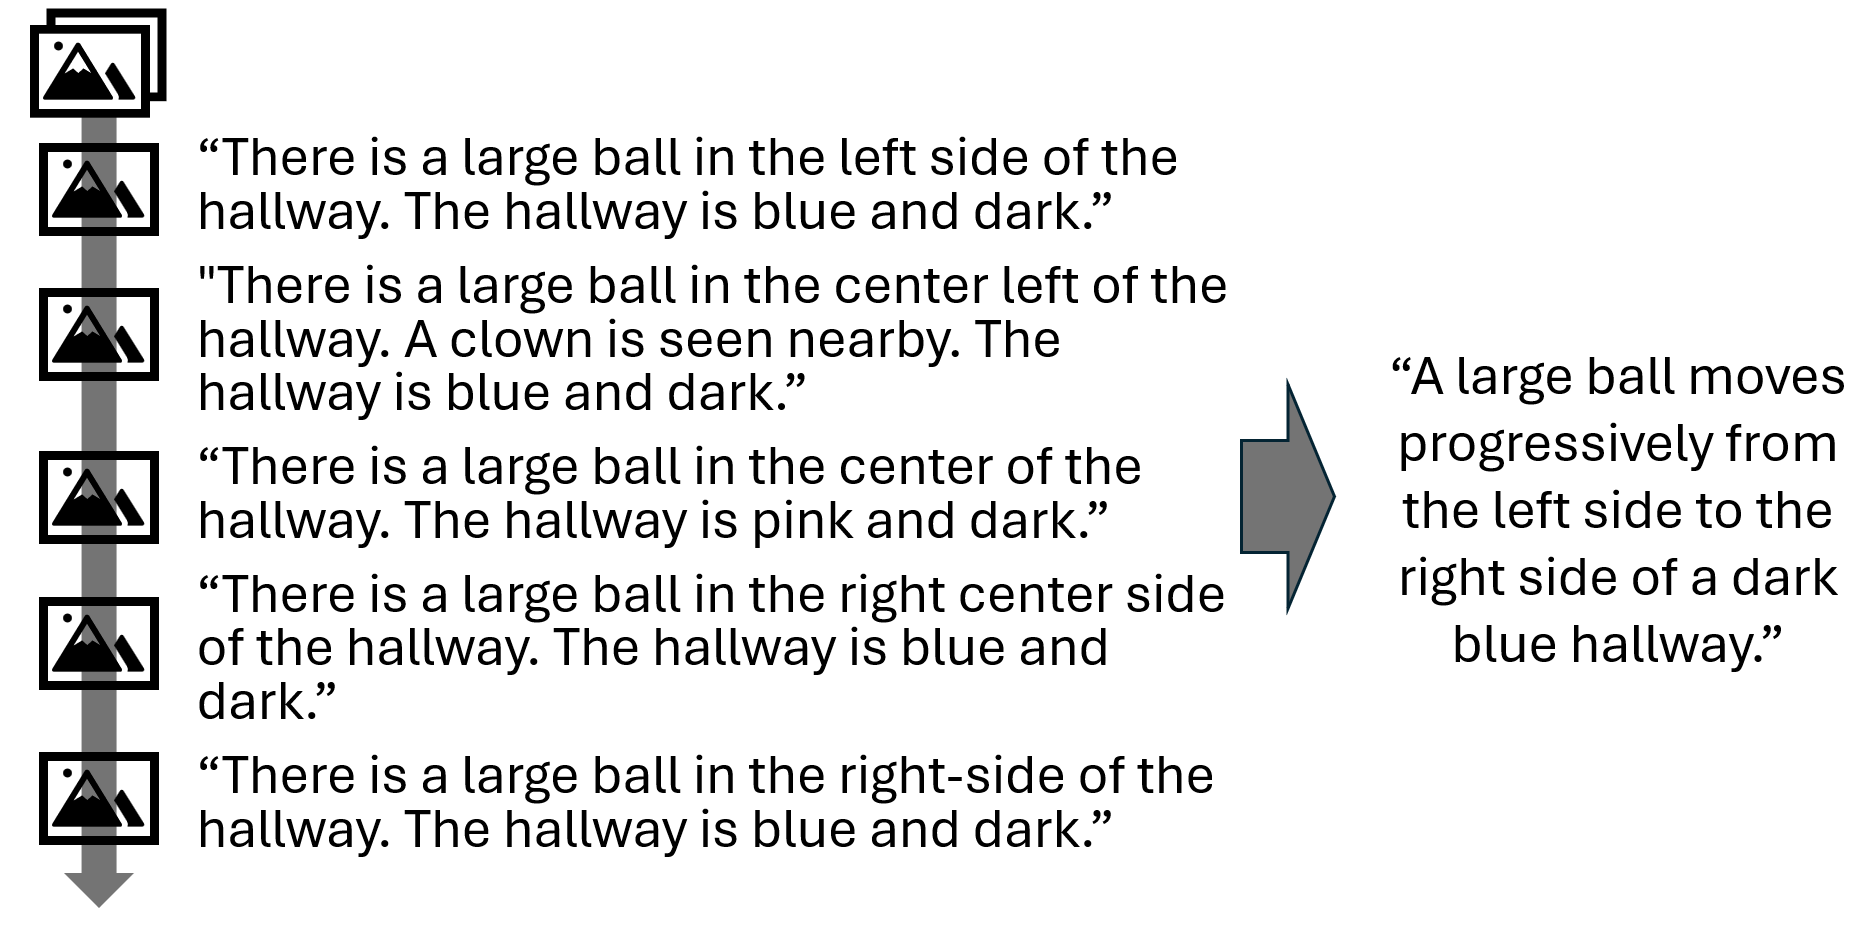 “There is a large ball in the left side of the
hallway. The hallway is blue and dark.”
"There is a large ball in the center left of the
hallway. A clown is seen nearby. The
hallway is blue and dark.”
“There is a large ball in the center of the
hallway. The hallway is pink and dark.”
“There is a large ball in the right center side
of the hallway. The hallway is blue and
dark.”
“There is a large ball in the right-side of the
hallway. The hallway is blue and dark.”
“A large ball moves
progressively from
the left side to the
right side of a dark
blue hallway.”